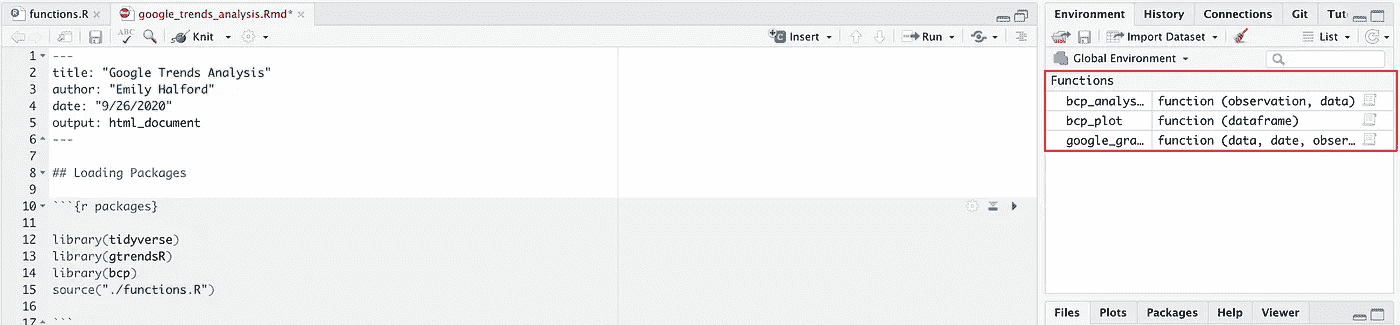 functions.R
google_trends_analysis.Rmd*
Environment History Connections Git Tut
ABC Knit Insert Run
Import Dataset List
Global Environment
1 ---
2 title: "Google Trends Analysis"
3 author: "Emily Halford"
4 date: "9/26/2020"
5 output: html_document
6 ---
7
8 ## Loading Packages
9
10 ```{r packages}
11
12 library(tidyverse)
13 library(gtrendsR)
14 library(bcp)
15 source("./functions.R")
16
17 ```
Functions
bcp_analys… function (observation, data)
bcp_plot function (dataframe)
google_gra… function (data, date, obser…
Files Plots Packages Help Viewer